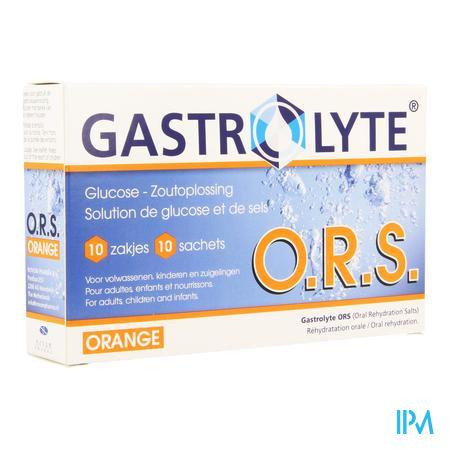 GASTROLYTE®
Glucose - Zoutoplossing
Solution de glucose et de sels
10 zakjes 10 sachets
O.R.S.
Voor volwassenen, kinderen en zuigelingen
Pour adultes, enfants et nourrissons.
For adults, children and infants.
ORANGE
Gastrolyte ORS (Oral Rehydration Salts)
Réhydratation orale / Oral rehydration.
O.R.S.
ORANGE
IPM